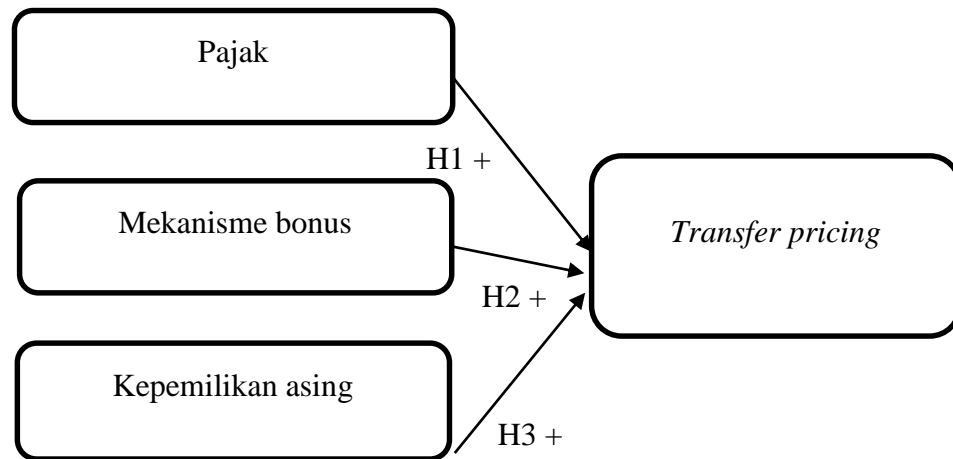 Pajak
H1 +
Mekanisme bonus
Transfer pricing
H2 +
Kepemilikan asing
H3 +